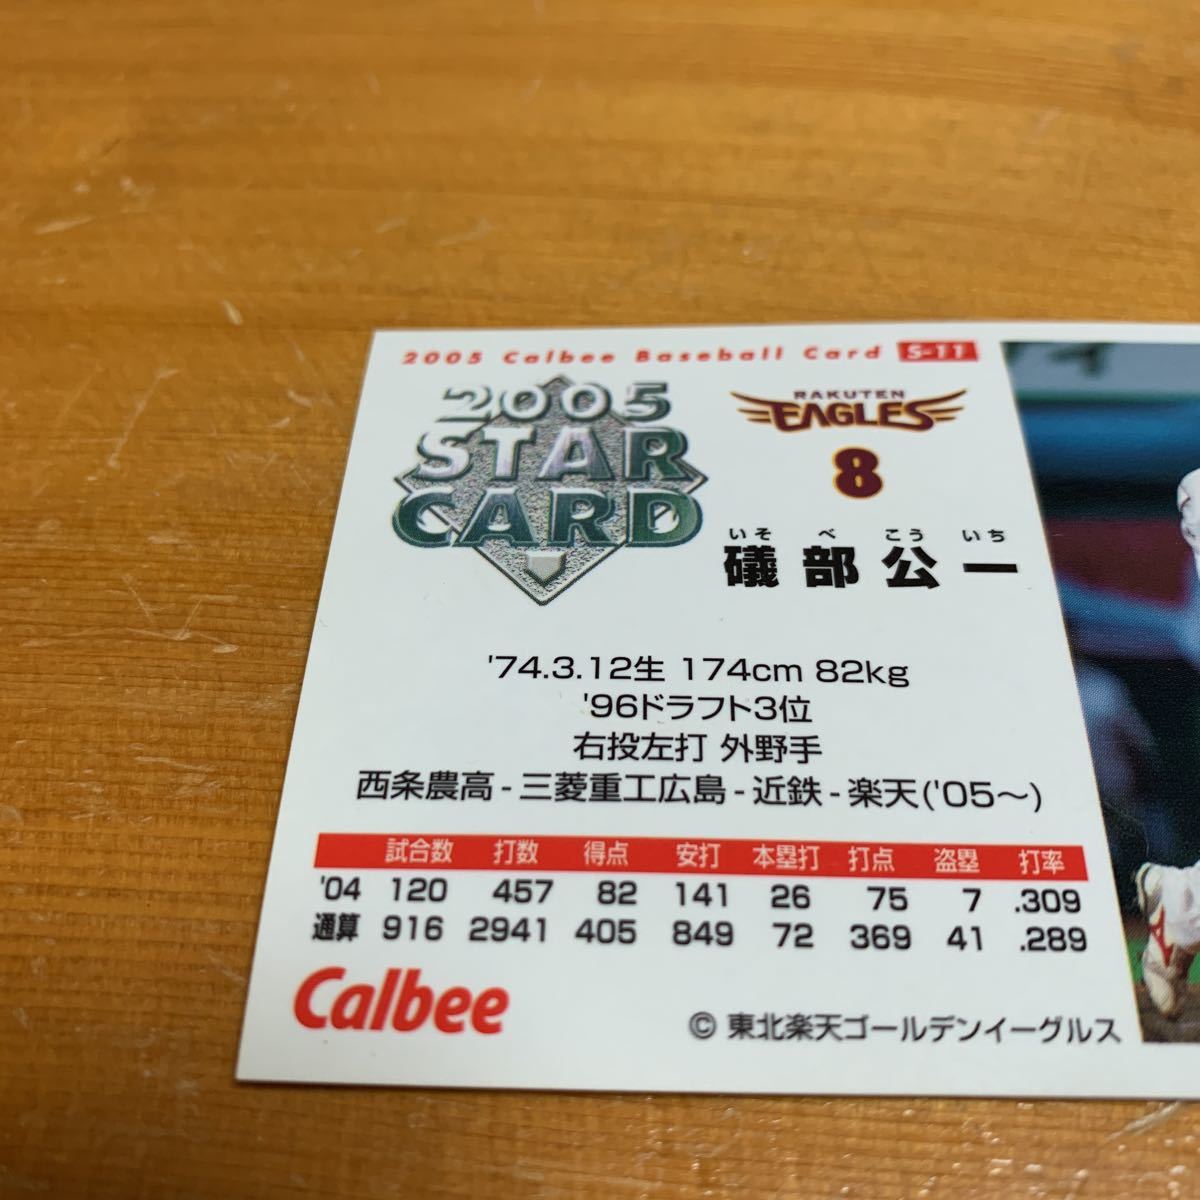 2005 Calbee Baseball Card S-11
2005
STAR
CARD
RAKUTEN
EAGLES
8
いそ べ こう いち
礒部公一
'74.3.12生 174cm 82kg
'96ドラフト3位
右投左打 外野手
西条農高-三菱重工広島-近鉄-楽天('05～)
試合数 打数 得点 安打 本塁打 打点 盗塁 打率
'04 120 457 82 141 26 75 7 .309
通算 916 2941 405 849 72 369 41 .289
Calbee
© 東北楽天ゴールデンイーグルス